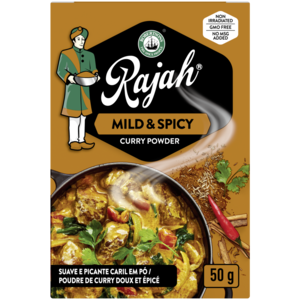 NON
IRRADIATED
GMO FREE
NO MSG
ADDED
Rajah®
MILD & SPICY
CURRY POWDER
SUAVE E PICANTE CARIL EM PÓ /
POUDRE DE CURRY DOUX ET ÉPICÉ
50 g